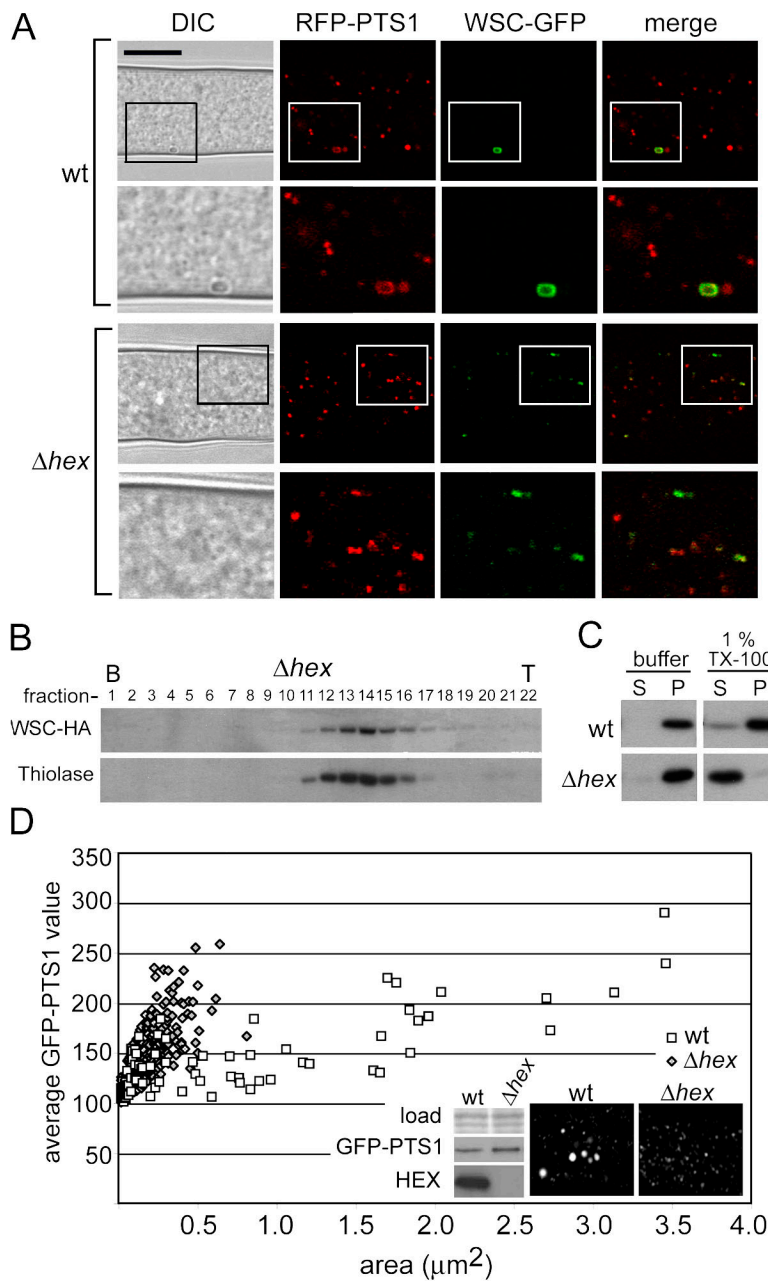 A
DIC RFP-PTS1 WSC-GFP merge
wt
Δhex
B
B Δhex T
fraction- 1 2 3 4 5 6 7 8 9 10 11 12 13 14 15 16 17 18 19 20 21 22
WSC-HA
Thiolase
C
buffer 1 % TX-100
S P S P
wt
Δhex
D
average GFP-PTS1 value
350
300
250
200
150
100
50
wt
Δhex
wt Δhex
load
GFP-PTS1
HEX
wt Δhex
0.5 1.0 1.5 2.0 2.5 3.0 3.5 4.0
area (μm²)